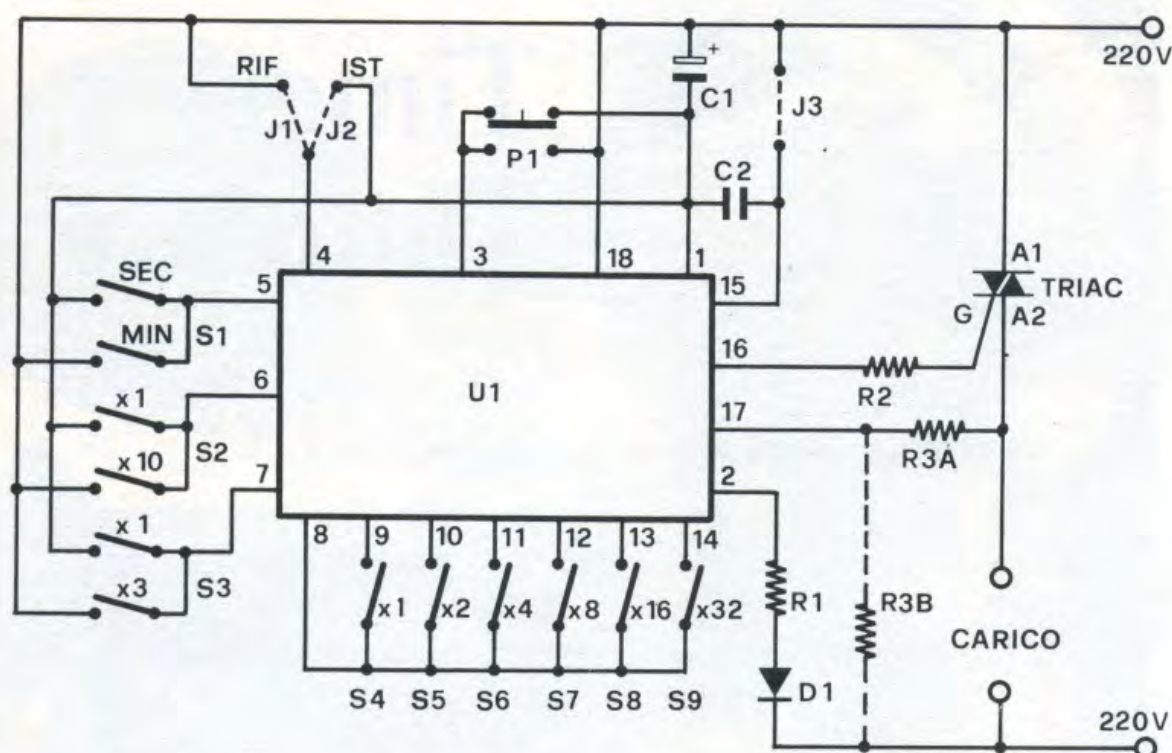 220V
RIF
IST
+
C1
J1
J2
J3
P1
C2
4
3
18
1
A1
TRIAC
SEC
5
15
G
A2
MIN
S1
16
6
U1
R2
x1
S2
17
x10
7
R3A
2
x1
8
9
10
11
12
13
14
S3
x3
x1
x2
x4
x8
x16
x32
R1
R3B
CARICO
S4
S5
S6
S7
S8
S9
D1
220V